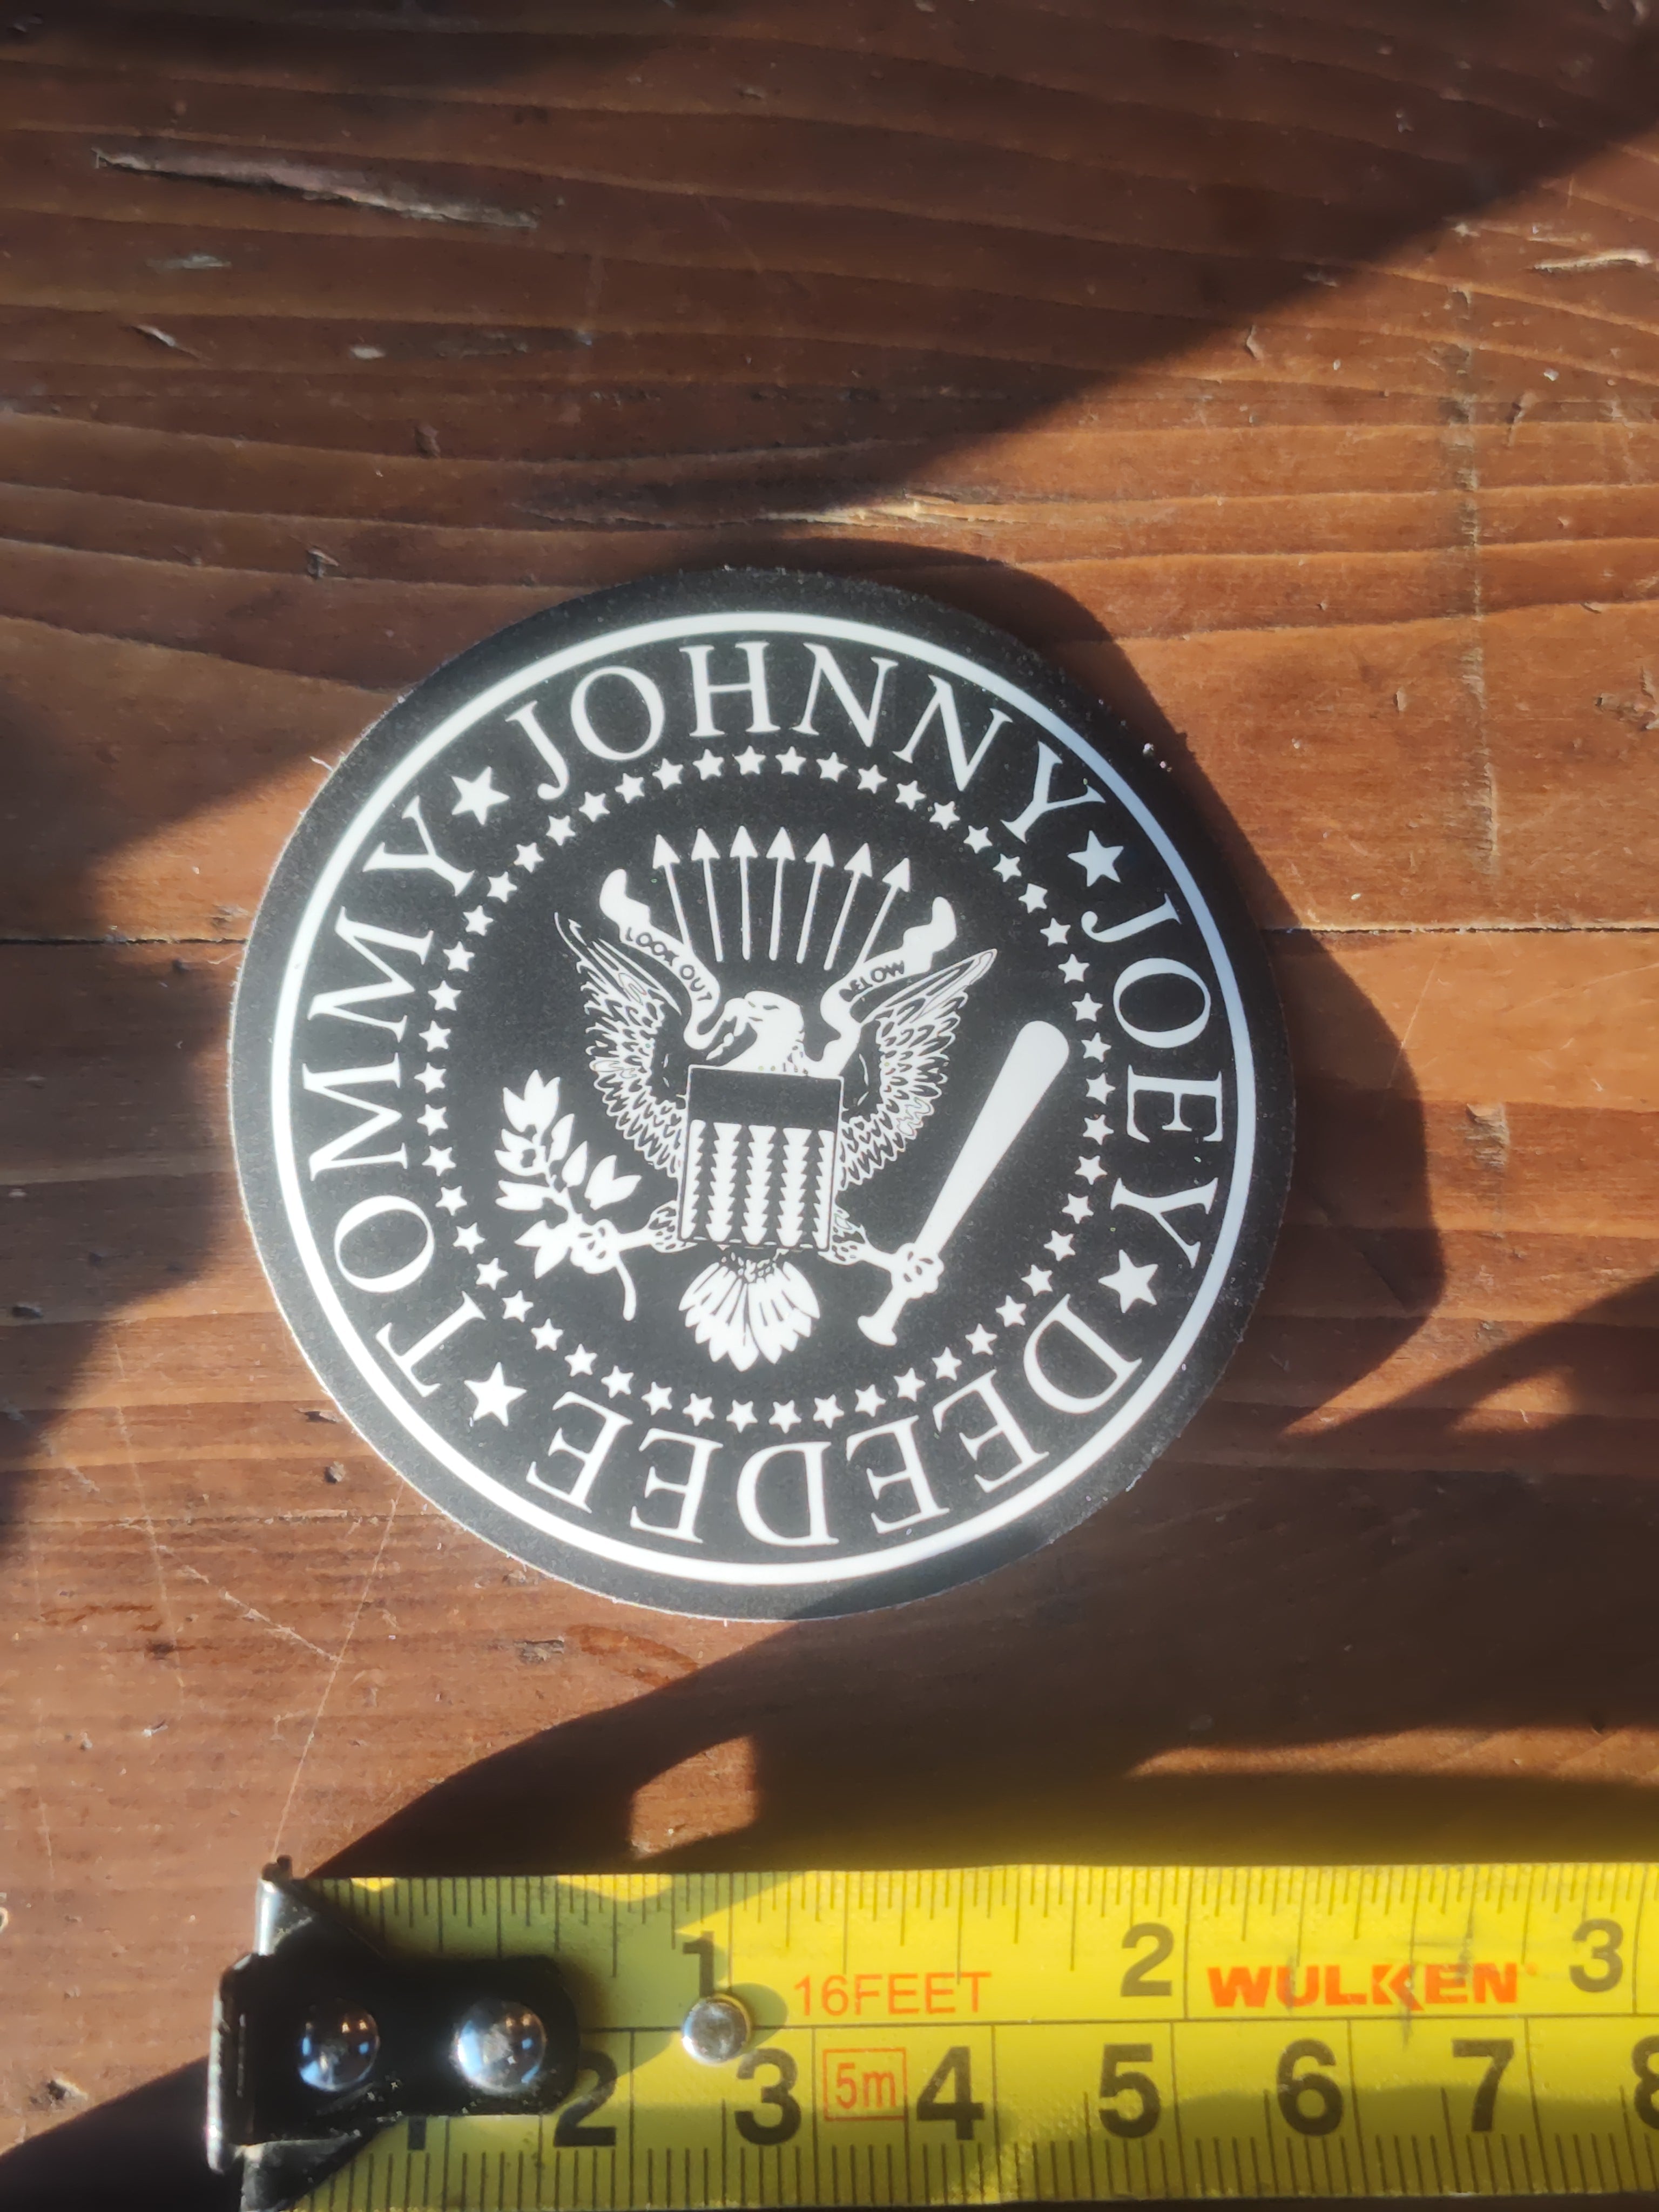 JOHNNY ★ JOEY ★ DEEDEE ★ TOMMY ★
LOOK OUT BELOW
1 2 3
16FEET WULKEN
1 2 3 5m 4 5 6 7 8